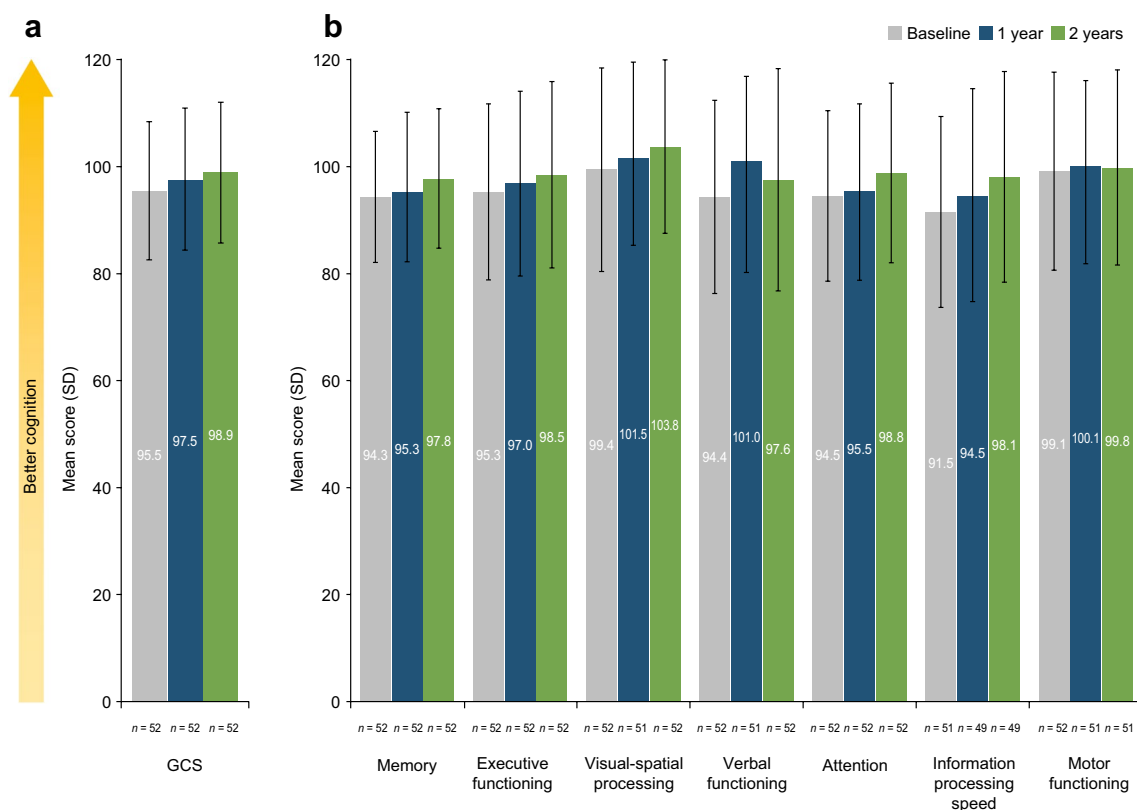 a
b
Baseline
1 year
2 years
Better cognition
Mean score (SD)
120
100
80
60
40
20
0
95.5
97.5
98.9
n = 52 n = 52 n = 52
GCS
Mean score (SD)
120
100
80
60
40
20
0
94.3
95.3
97.8
95.3
97.0
98.5
99.4
101.5
103.8
94.4
101.0
97.6
94.5
95.5
98.8
91.5
94.5
98.1
99.1
100.1
99.8
n = 52 n = 52 n = 52
n = 52 n = 52 n = 52
n = 52 n = 51 n = 52
n = 52 n = 51 n = 52
n = 52 n = 52 n = 52
n = 51 n = 49 n = 49
n = 52 n = 51 n = 51
Memory
Executive
functioning
Visual-spatial
processing
Verbal
functioning
Attention
Information
processing
speed
Motor
functioning